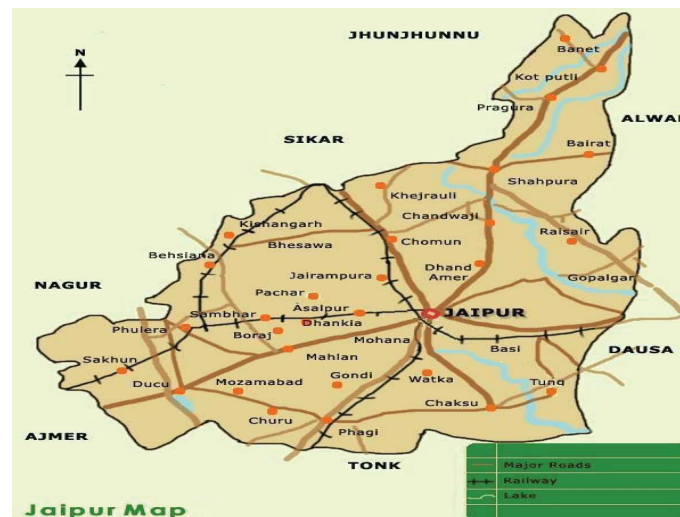 JHUNJHUNNU
Banet
N
Kot putli
Pragura
ALWAR
SIKAR
Bairat
Shahpura
Khejrauli
Kishangarh
Chandwaji
Raisair
Bhesawa
Chomun
Behsiana
Dhand
Amer
Jairampura
Gopalgar
NAGUR
Pachar
Asalpur
Sambhar
JAIPUR
Phulera
Dhankia
Boraj
Mohana
Basi
DAUSA
Mahlan
Sakhun
Gondi
Watka
Ducu
Mozamabad
Tunq
Churu
Chaksu
Phagi
AJMER
TONK
Major Roads
Railway
Lake
Jaipur Map